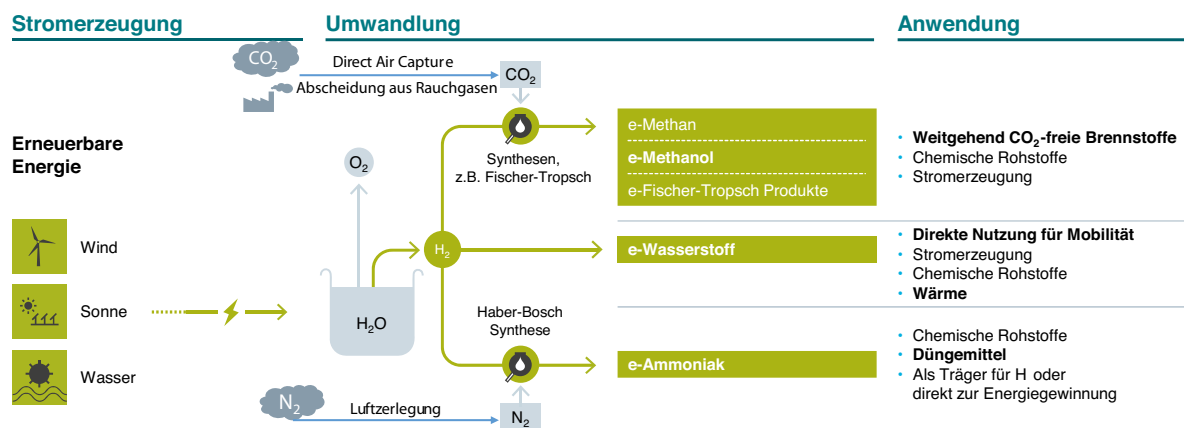 Stromerzeugung
Umwandlung
Anwendung
CO₂
Direct Air Capture
CO₂
Abscheidung aus Rauchgasen
Erneuerbare
Energie
O₂
Synthesen,
z.B. Fischer-Tropsch
e-Methan
e-Methanol
e-Fischer-Tropsch Produkte
• Weitgehend CO₂-freie Brennstoffe
• Chemische Rohstoffe
• Stromerzeugung
Wind
Sonne
Wasser
H₂
H₂O
e-Wasserstoff
• Direkte Nutzung für Mobilität
• Stromerzeugung
• Chemische Rohstoffe
• Wärme
Haber-Bosch
Synthese
e-Ammoniak
• Chemische Rohstoffe
• Düngemittel
• Als Träger für H oder
direkt zur Energiegewinnung
N₂
Luftzerlegung
N₂